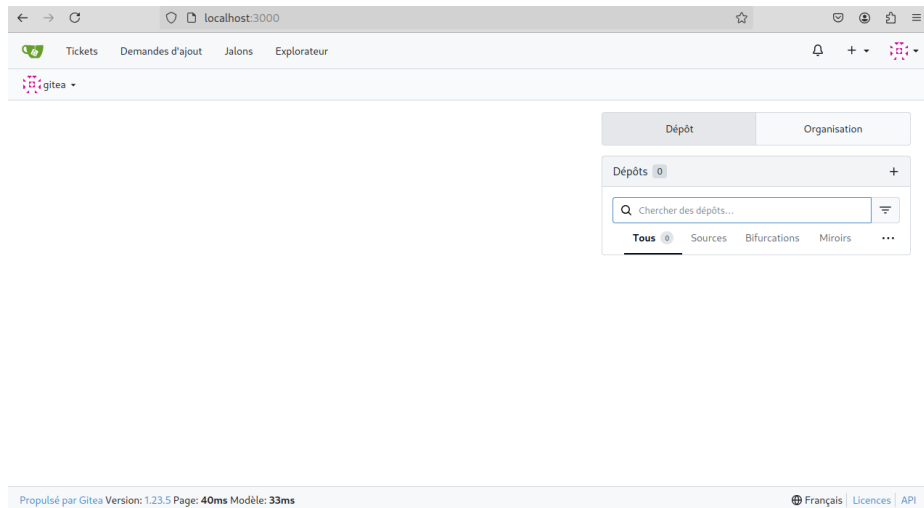 localhost:3000
Tickets Demandes d'ajout Jalons Explorateur
gitea
Dépôt Organisation
Dépôts 0
Chercher des dépôts...
Tous 0 Sources Bifurcations Miroirs
Propulsé par Gitea Version: 1.23.5 Page: 40ms Modèle: 33ms Français Licences API